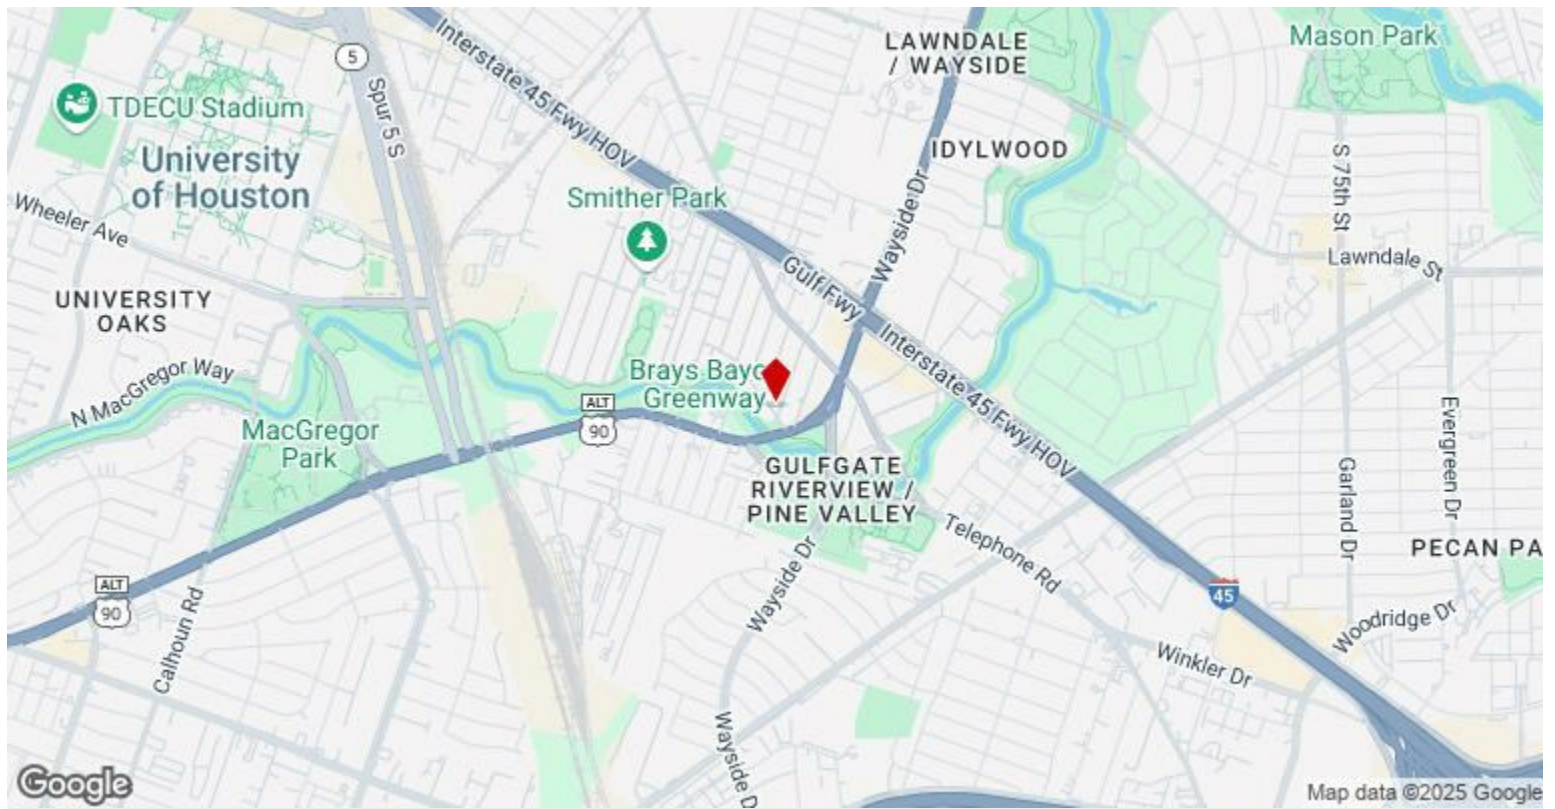 Interstate 45 Fwy HOV
LAWNDALE
/ WAYSIDE
Mason Park
5
TDECU Stadium
Spur 5 S
University
of Houston
IDYLWOOD
S 75th St
Smither Park
Wayside Dr
Wheeler Ave
Gulf Fwy
Lawndale St
UNIVERSITY
OAKS
Interstate 45 Fwy HOV
N MacGregor Way
Brays Bayo
Greenway
ALT
90
MacGregor
Park
Evergreen Dr
GULFGATE
RIVERVIEW /
PINE VALLEY
Garland Dr
Telephone Rd
PECAN PA
Wayside Dr
ALT
90
45
Calhoun Rd
Woodridge Dr
Winkler Dr
Wayside D
Google
Map data ©2025 Google